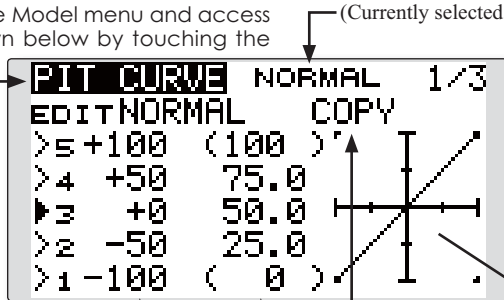 e Model menu and access
(Currently selected
n below by touching the
PIT CURVE NORMAL 1/3
EDIT NORMAL COPY
>5 +100 (100 )
>4 +50 75.0
▶3 +0 50.0
>2 -50 25.0
>1 -100 ( 0 )